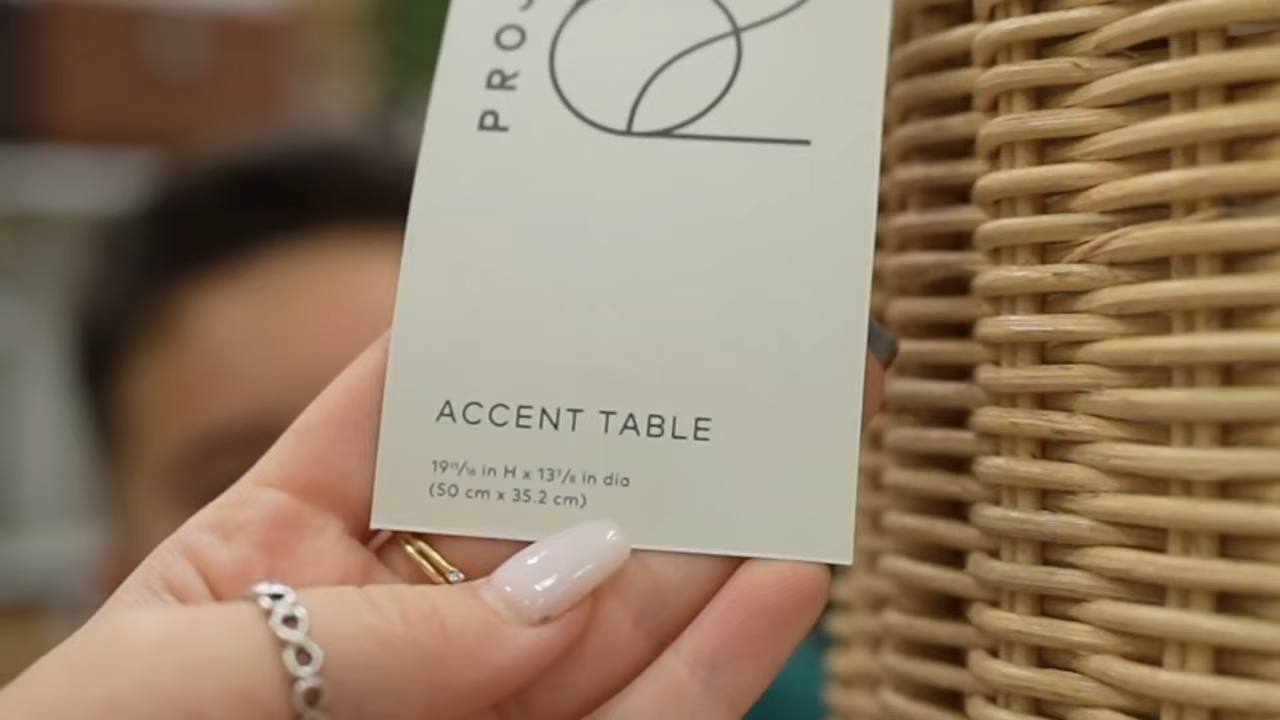 PROJ
ACCENT TABLE
19¹¹/₁₆ in H x 13⁷/₈ in dia
(50 cm x 35.2 cm)